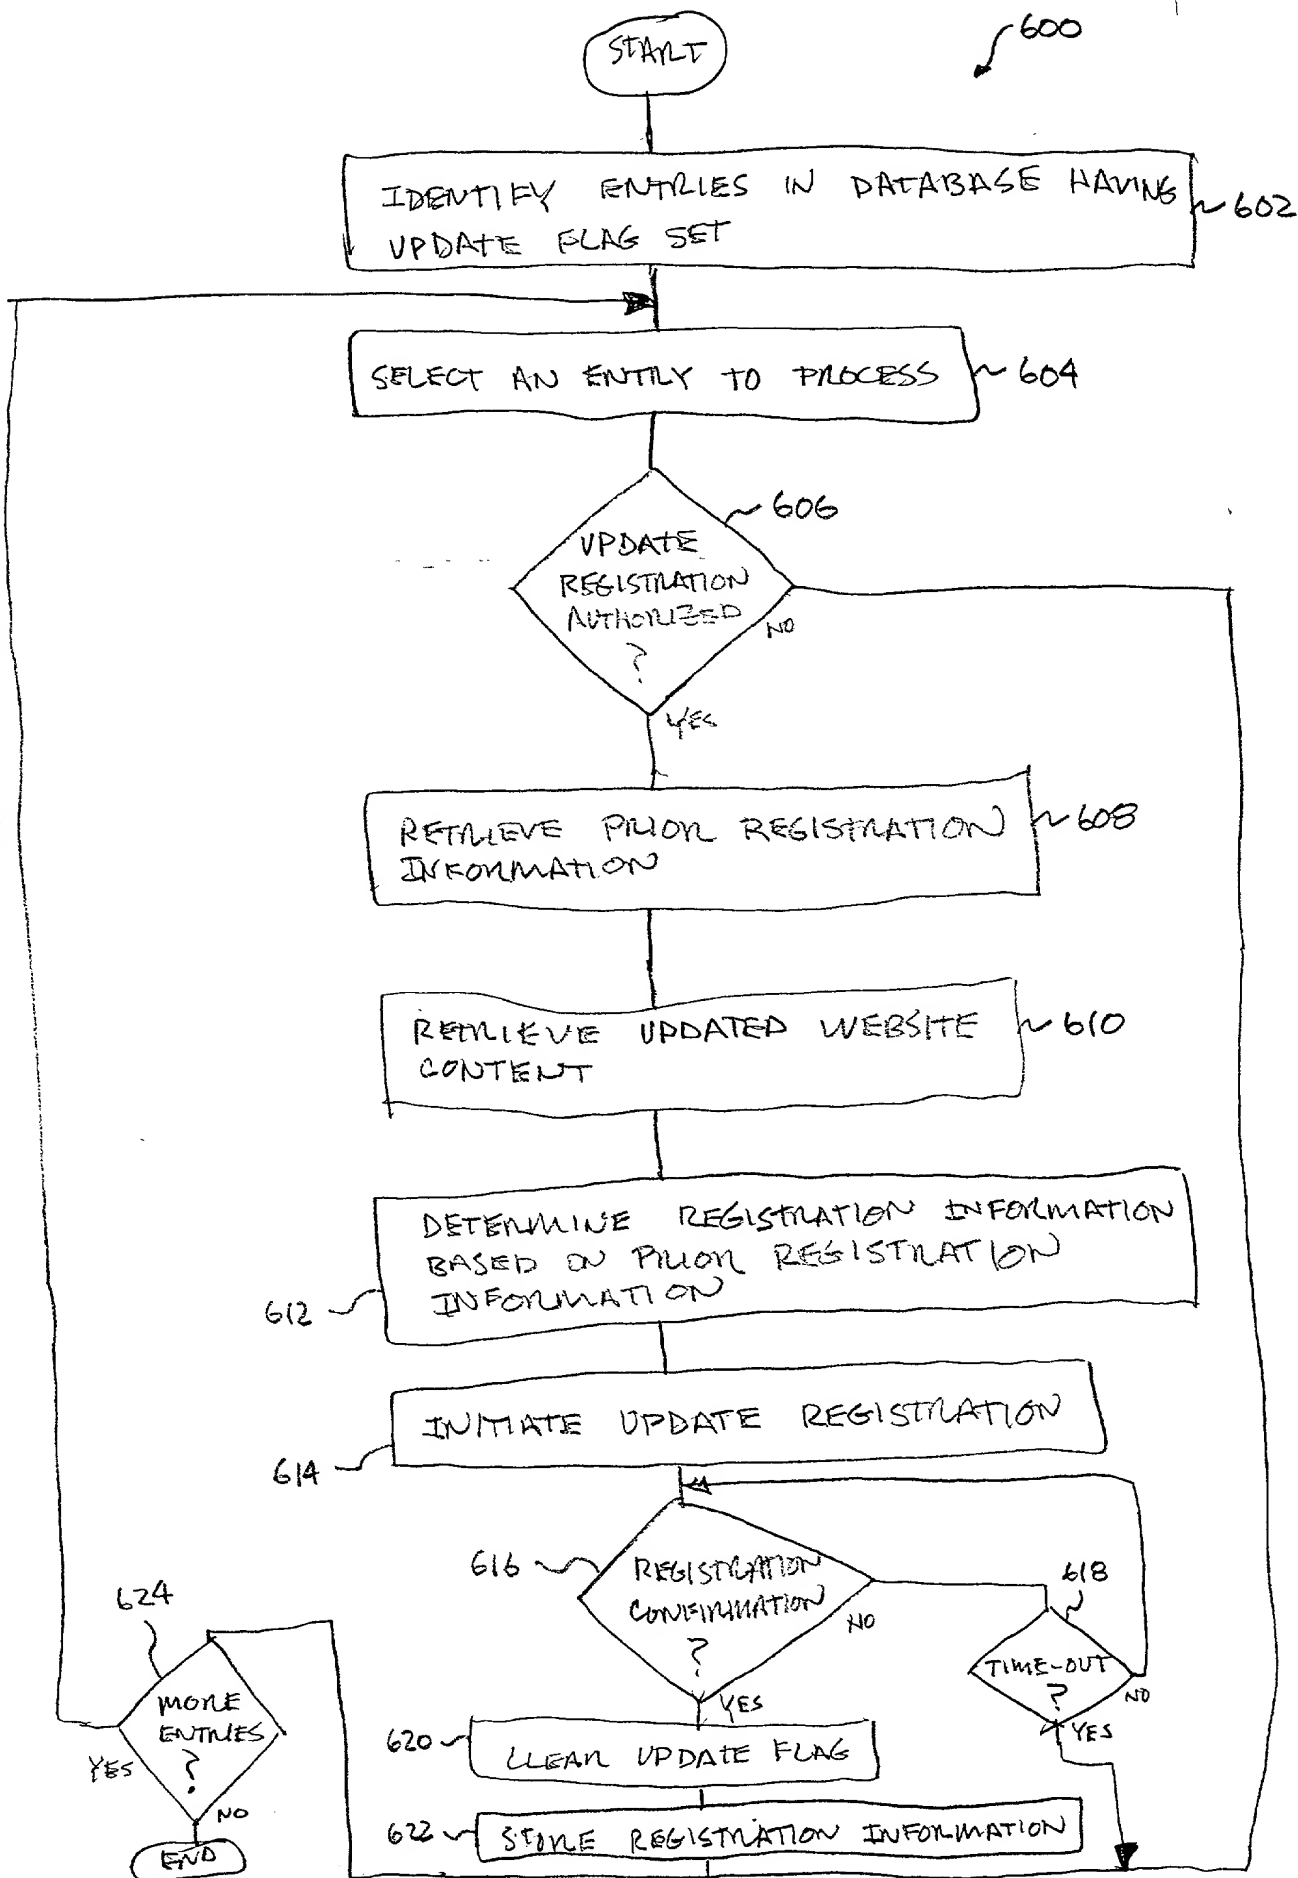 START
600
IDENTIFY ENTRIES IN DATABASE HAVING
UPDATE FLAG SET
602
SELECT AN ENTRY TO PROCESS
604
606
UPDATE
REGISTRATION
AUTHORIZED
?
NO
YES
RETRIEVE PRIOR REGISTRATION
INFORMATION
608
RETRIEVE UPDATED WEBSITE
CONTENT
610
DETERMINE REGISTRATION INFORMATION
BASED ON PRIOR REGISTRATION
INFORMATION
612
INITIATE UPDATE REGISTRATION
614
616
REGISTRATION
CONFIRMATION
?
NO
YES
618
TIME-OUT
?
NO
YES
620
CLEAR UPDATE FLAG
622
STORE REGISTRATION INFORMATION
624
MORE
ENTRIES
?
YES
NO
END